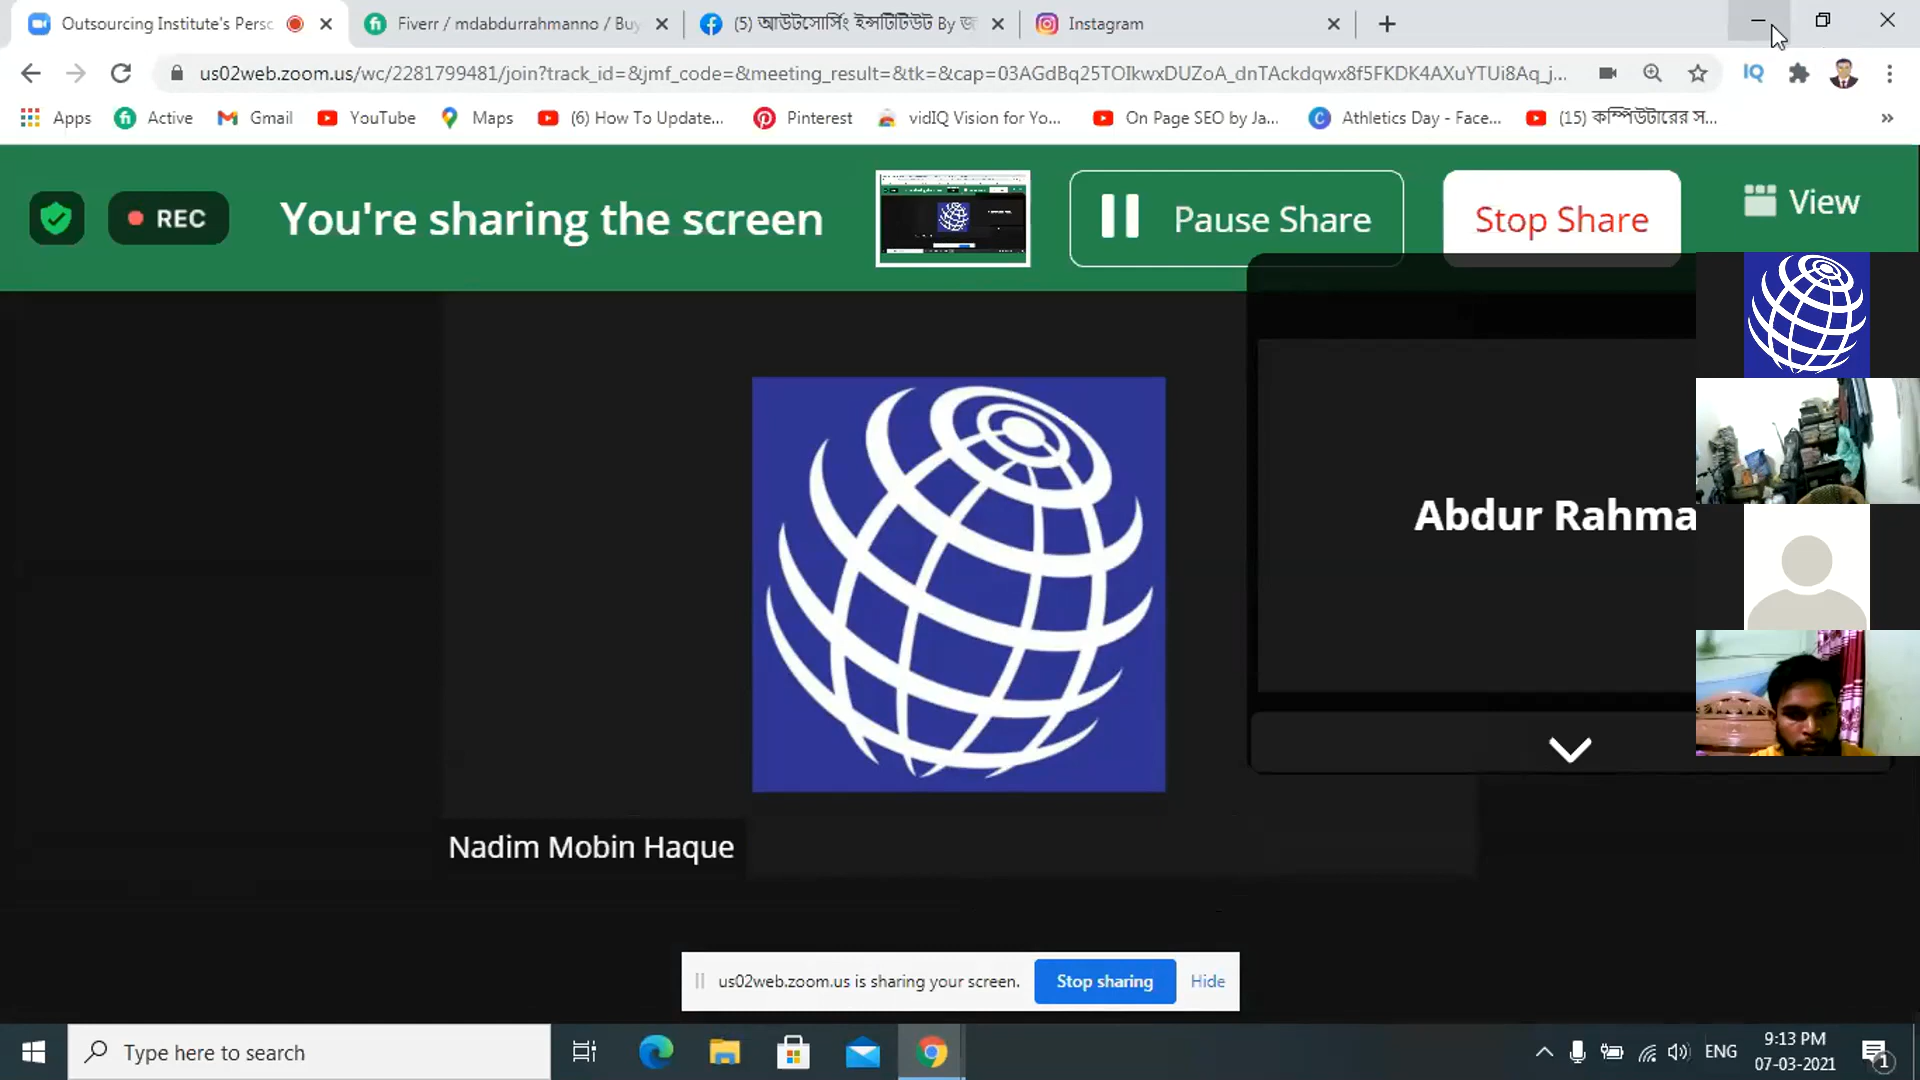 Outsourcing Institute's Persc
Fiverr / mdabdurrahmanno / Buy
(5) আউটসোর্সিং ইন্সটিটিউট By জ
Instagram
us02web.zoom.us/wc/2281799481/join?track_id=&jmf_code=&meeting_result=&tk=&cap=03AGdBq25TOIkwxDUZoA_dnTAckdqwx8f5FKDK4AXuYTUi8Aq_j...
IQ
Apps
Active
Gmail
YouTube
Maps
(6) How To Update...
Pinterest
vidIQ Vision for Yo...
On Page SEO by Ja...
Athletics Day - Face...
(15) কম্পিউটারের স...
REC
You're sharing the screen
Pause Share
Stop Share
View
Abdur Rahma
Nadim Mobin Haque
us02web.zoom.us is sharing your screen.
Stop sharing
Hide
Type here to search
ENG
9:13 PM
07-03-2021
1